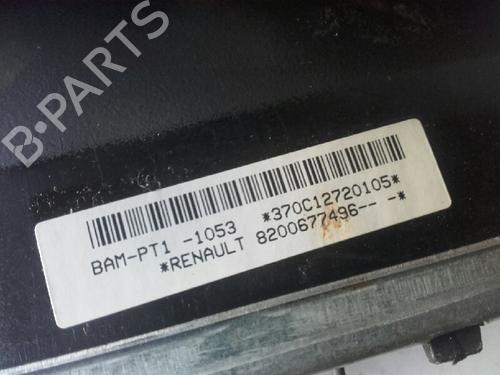 B-PARTS
BAM-PT1 -1053 *370C12720105*
*RENAULT 8200677496-- -*